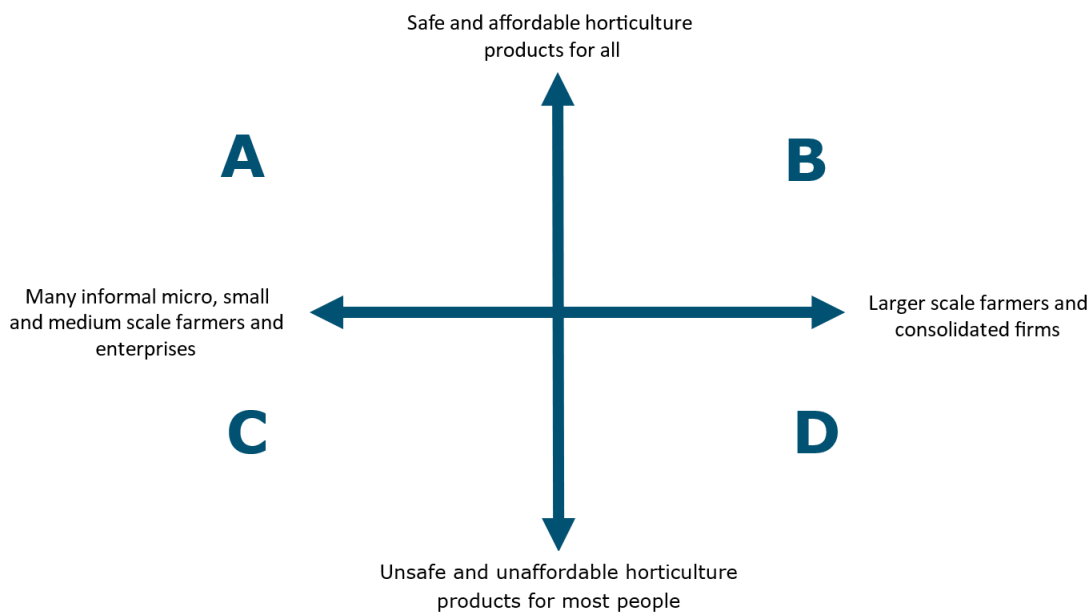 Safe and affordable horticulture
products for all
A
B
Many informal micro, small
and medium scale farmers and
enterprises
Larger scale farmers and
consolidated firms
C
D
Unsafe and unaffordable horticulture
products for most people